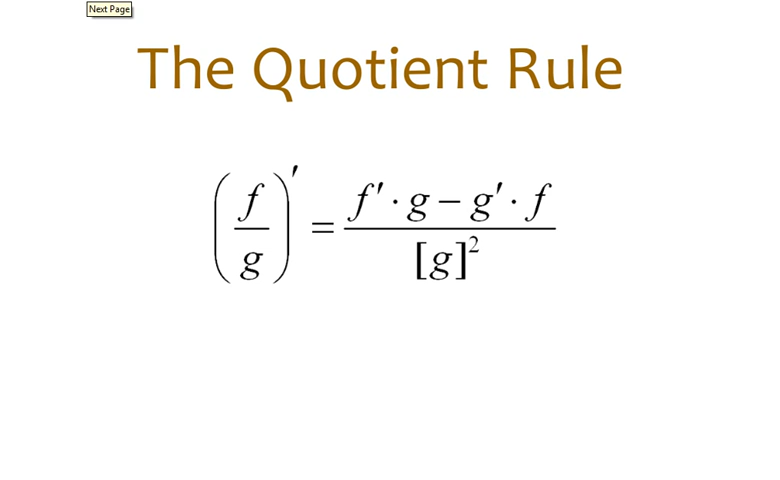 Next Page
The Quotient Rule
(f/g)′ = (f′ · g − g′ · f)/[g]²